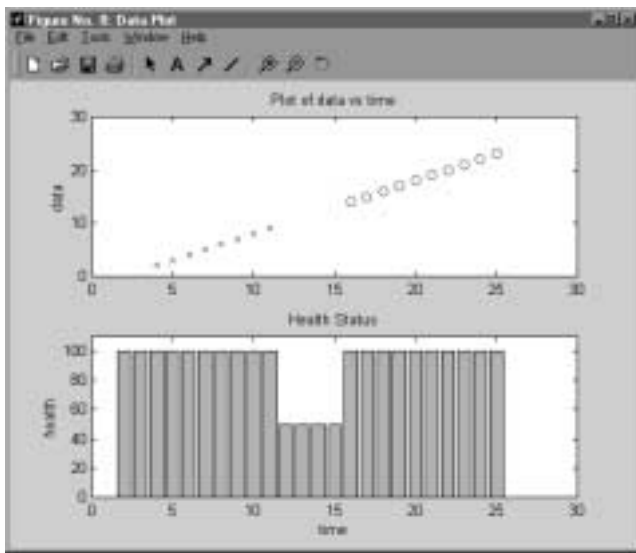 Figure No. 8: Data Plot
File Edit Tools Window Help
A
Plot of data vs time
30
20
10
0
data
0 5 10 15 20 25 30
Health Status
100
80
60
40
20
0
health
0 5 10 15 20 25 30
time